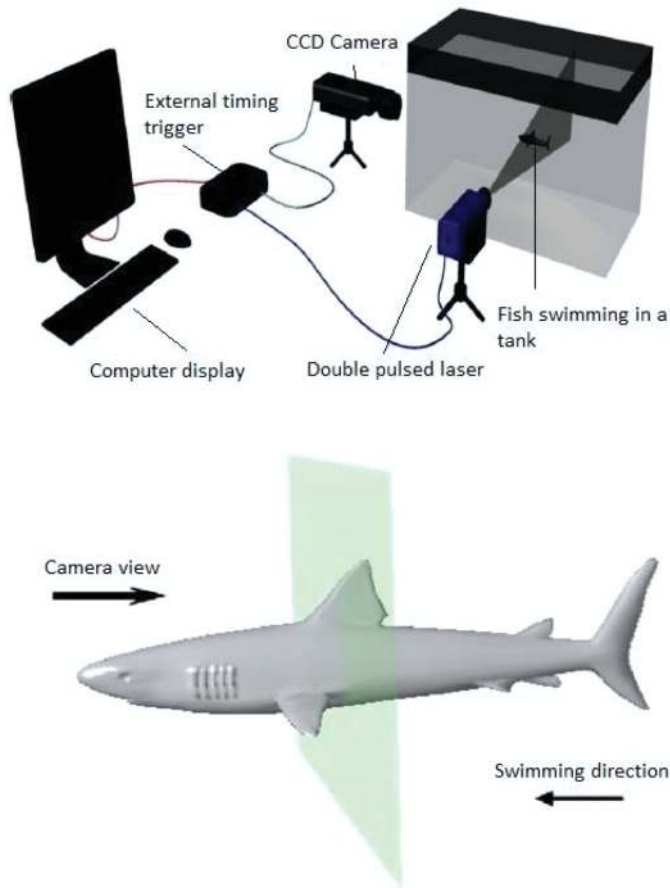 CCD Camera
External timing
trigger
Computer display
Double pulsed laser
Fish swimming in a
tank
Camera view
Swimming direction